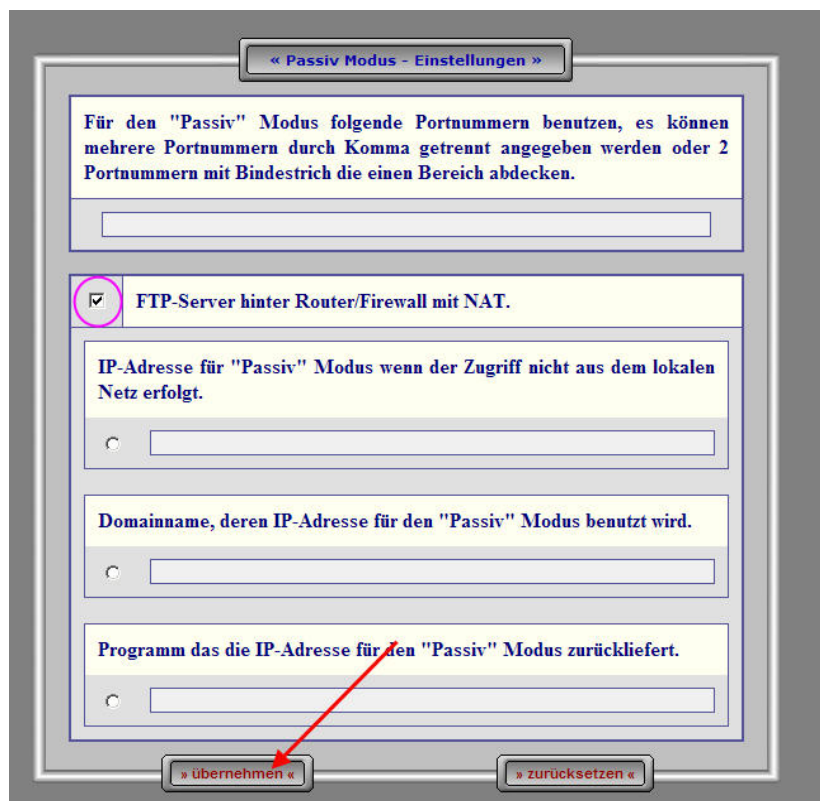 « Passiv Modus - Einstellungen »
Für den "Passiv" Modus folgende Portnummern benutzen, es können
mehrere Portnummern durch Komma getrennt angegeben werden oder 2
Portnummern mit Bindestrich die einen Bereich abdecken.
FTP-Server hinter Router/Firewall mit NAT.
IP-Adresse für "Passiv" Modus wenn der Zugriff nicht aus dem lokalen
Netz erfolgt.
Domainname, deren IP-Adresse für den "Passiv" Modus benutzt wird.
Programm das die IP-Adresse für den "Passiv" Modus zurückliefert.
» übernehmen «
» zurücksetzen «